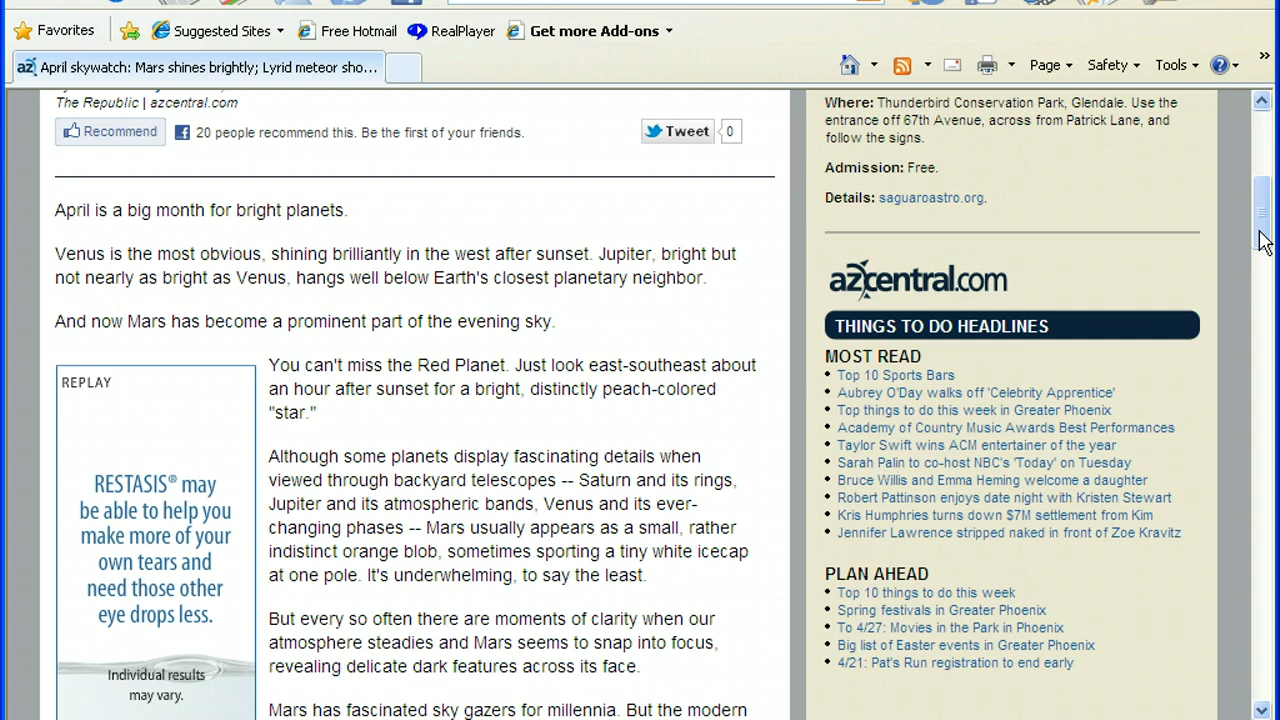 Favorites
Suggested Sites
Free Hotmail
RealPlayer
Get more Add-ons
az April skywatch: Mars shines brightly; Lyrid meteor sho...
Page
Safety
Tools
The Republic | azcentral.com
Recommend
20 people recommend this. Be the first of your friends.
Tweet
0
April is a big month for bright planets.
Venus is the most obvious, shining brilliantly in the west after sunset. Jupiter, bright but
not nearly as bright as Venus, hangs well below Earth's closest planetary neighbor.
And now Mars has become a prominent part of the evening sky.
REPLAY
RESTASIS® may
be able to help you
make more of your
own tears and
need those other
eye drops less.
Individual results
may vary.
You can't miss the Red Planet. Just look east-southeast about
an hour after sunset for a bright, distinctly peach-colored
"star."
Although some planets display fascinating details when
viewed through backyard telescopes -- Saturn and its rings,
Jupiter and its atmospheric bands, Venus and its ever-
changing phases -- Mars usually appears as a small, rather
indistinct orange blob, sometimes sporting a tiny white icecap
at one pole. It's underwhelming, to say the least.
But every so often there are moments of clarity when our
atmosphere steadies and Mars seems to snap into focus,
revealing delicate dark features across its face.
Mars has fascinated sky gazers for millennia. But the modern
Where: Thunderbird Conservation Park, Glendale. Use the
entrance off 67th Avenue, across from Patrick Lane, and
follow the signs.
Admission: Free.
Details: saguaroastro.org.
azcentral.com
THINGS TO DO HEADLINES
MOST READ
Top 10 Sports Bars
Aubrey O'Day walks off 'Celebrity Apprentice'
Top things to do this week in Greater Phoenix
Academy of Country Music Awards Best Performances
Taylor Swift wins ACM entertainer of the year
Sarah Palin to co-host NBC's 'Today' on Tuesday
Bruce Willis and Emma Heming welcome a daughter
Robert Pattinson enjoys date night with Kristen Stewart
Kris Humphries turns down $7M settlement from Kim
Jennifer Lawrence stripped naked in front of Zoe Kravitz
PLAN AHEAD
Top 10 things to do this week
Spring festivals in Greater Phoenix
To 4/27: Movies in the Park in Phoenix
Big list of Easter events in Greater Phoenix
4/21: Pat's Run registration to end early